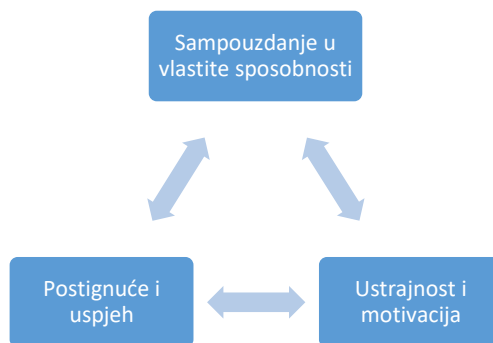 Sampouzdanje u
vlastite sposobnosti
Postignuće i
uspjeh
Ustrajnost i
motivacija